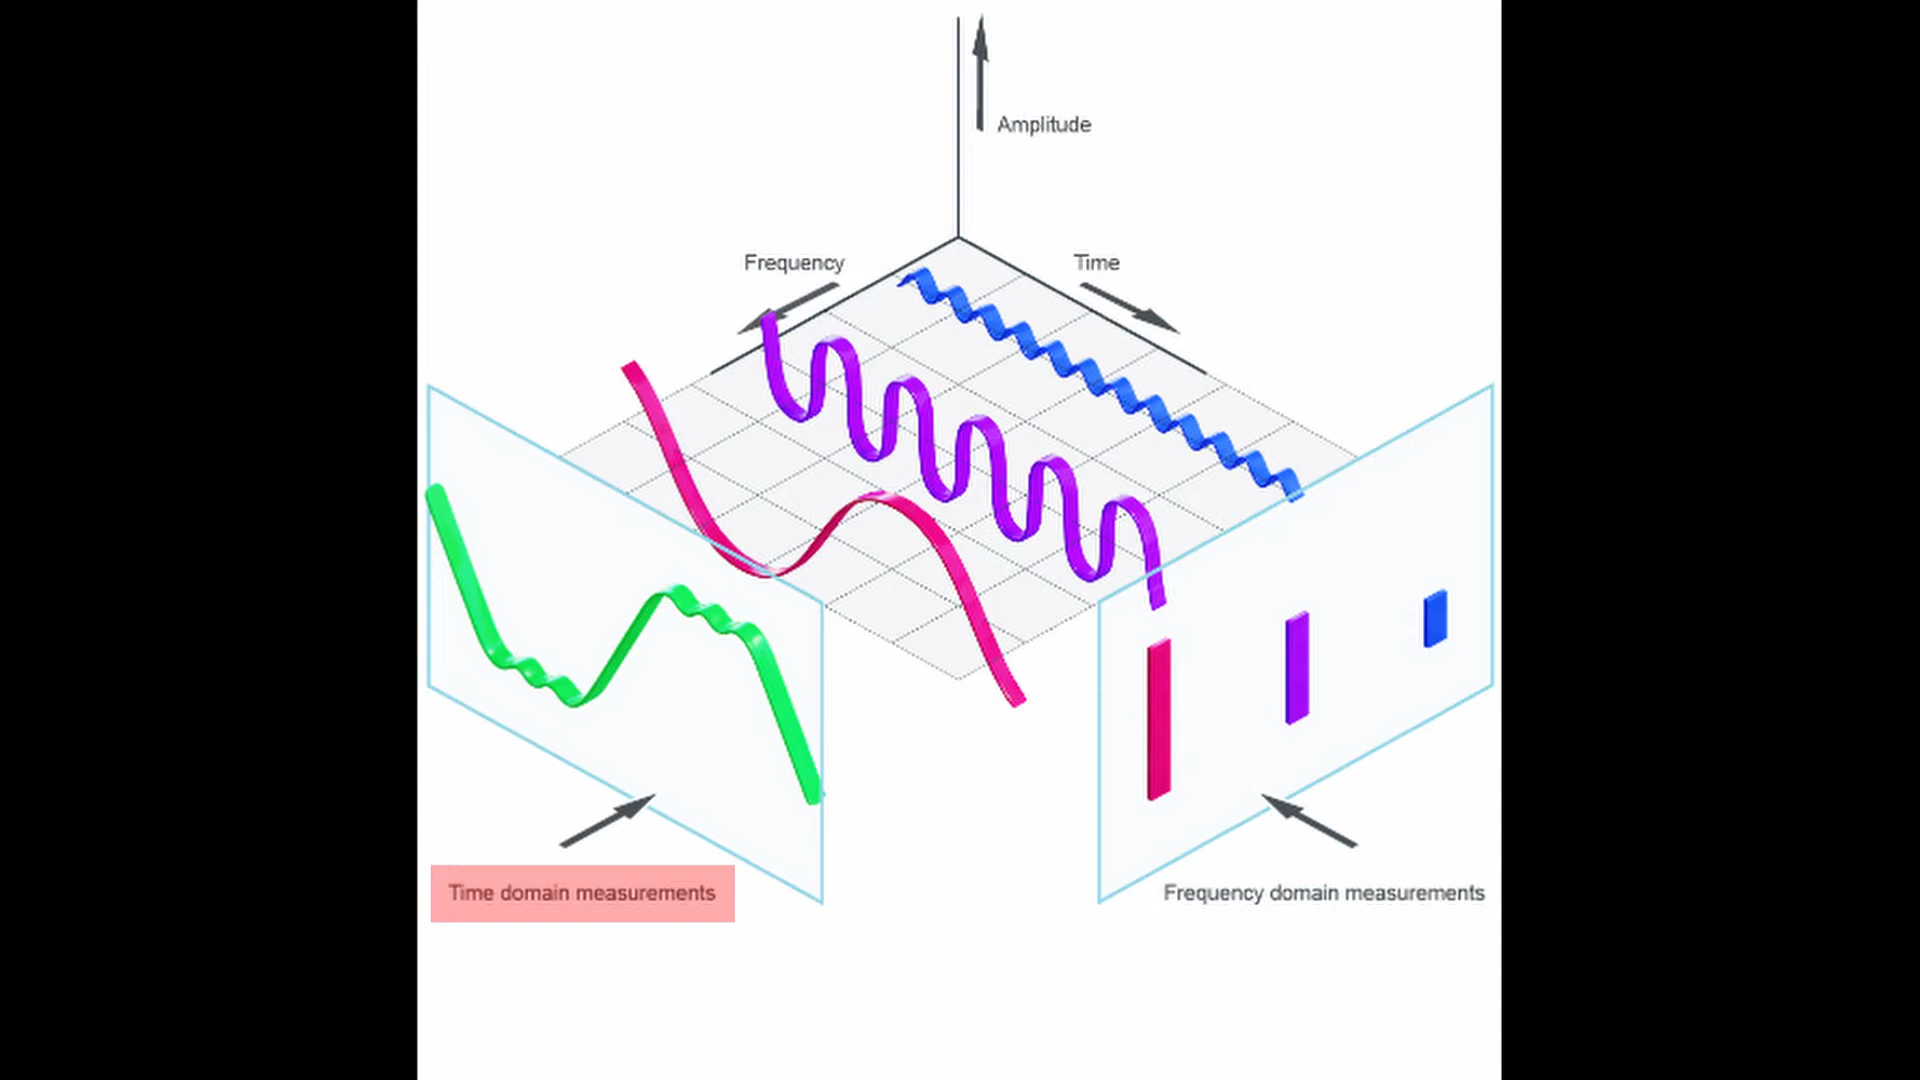 Amplitude
Frequency
Time
Time domain measurements
Frequency domain measurements